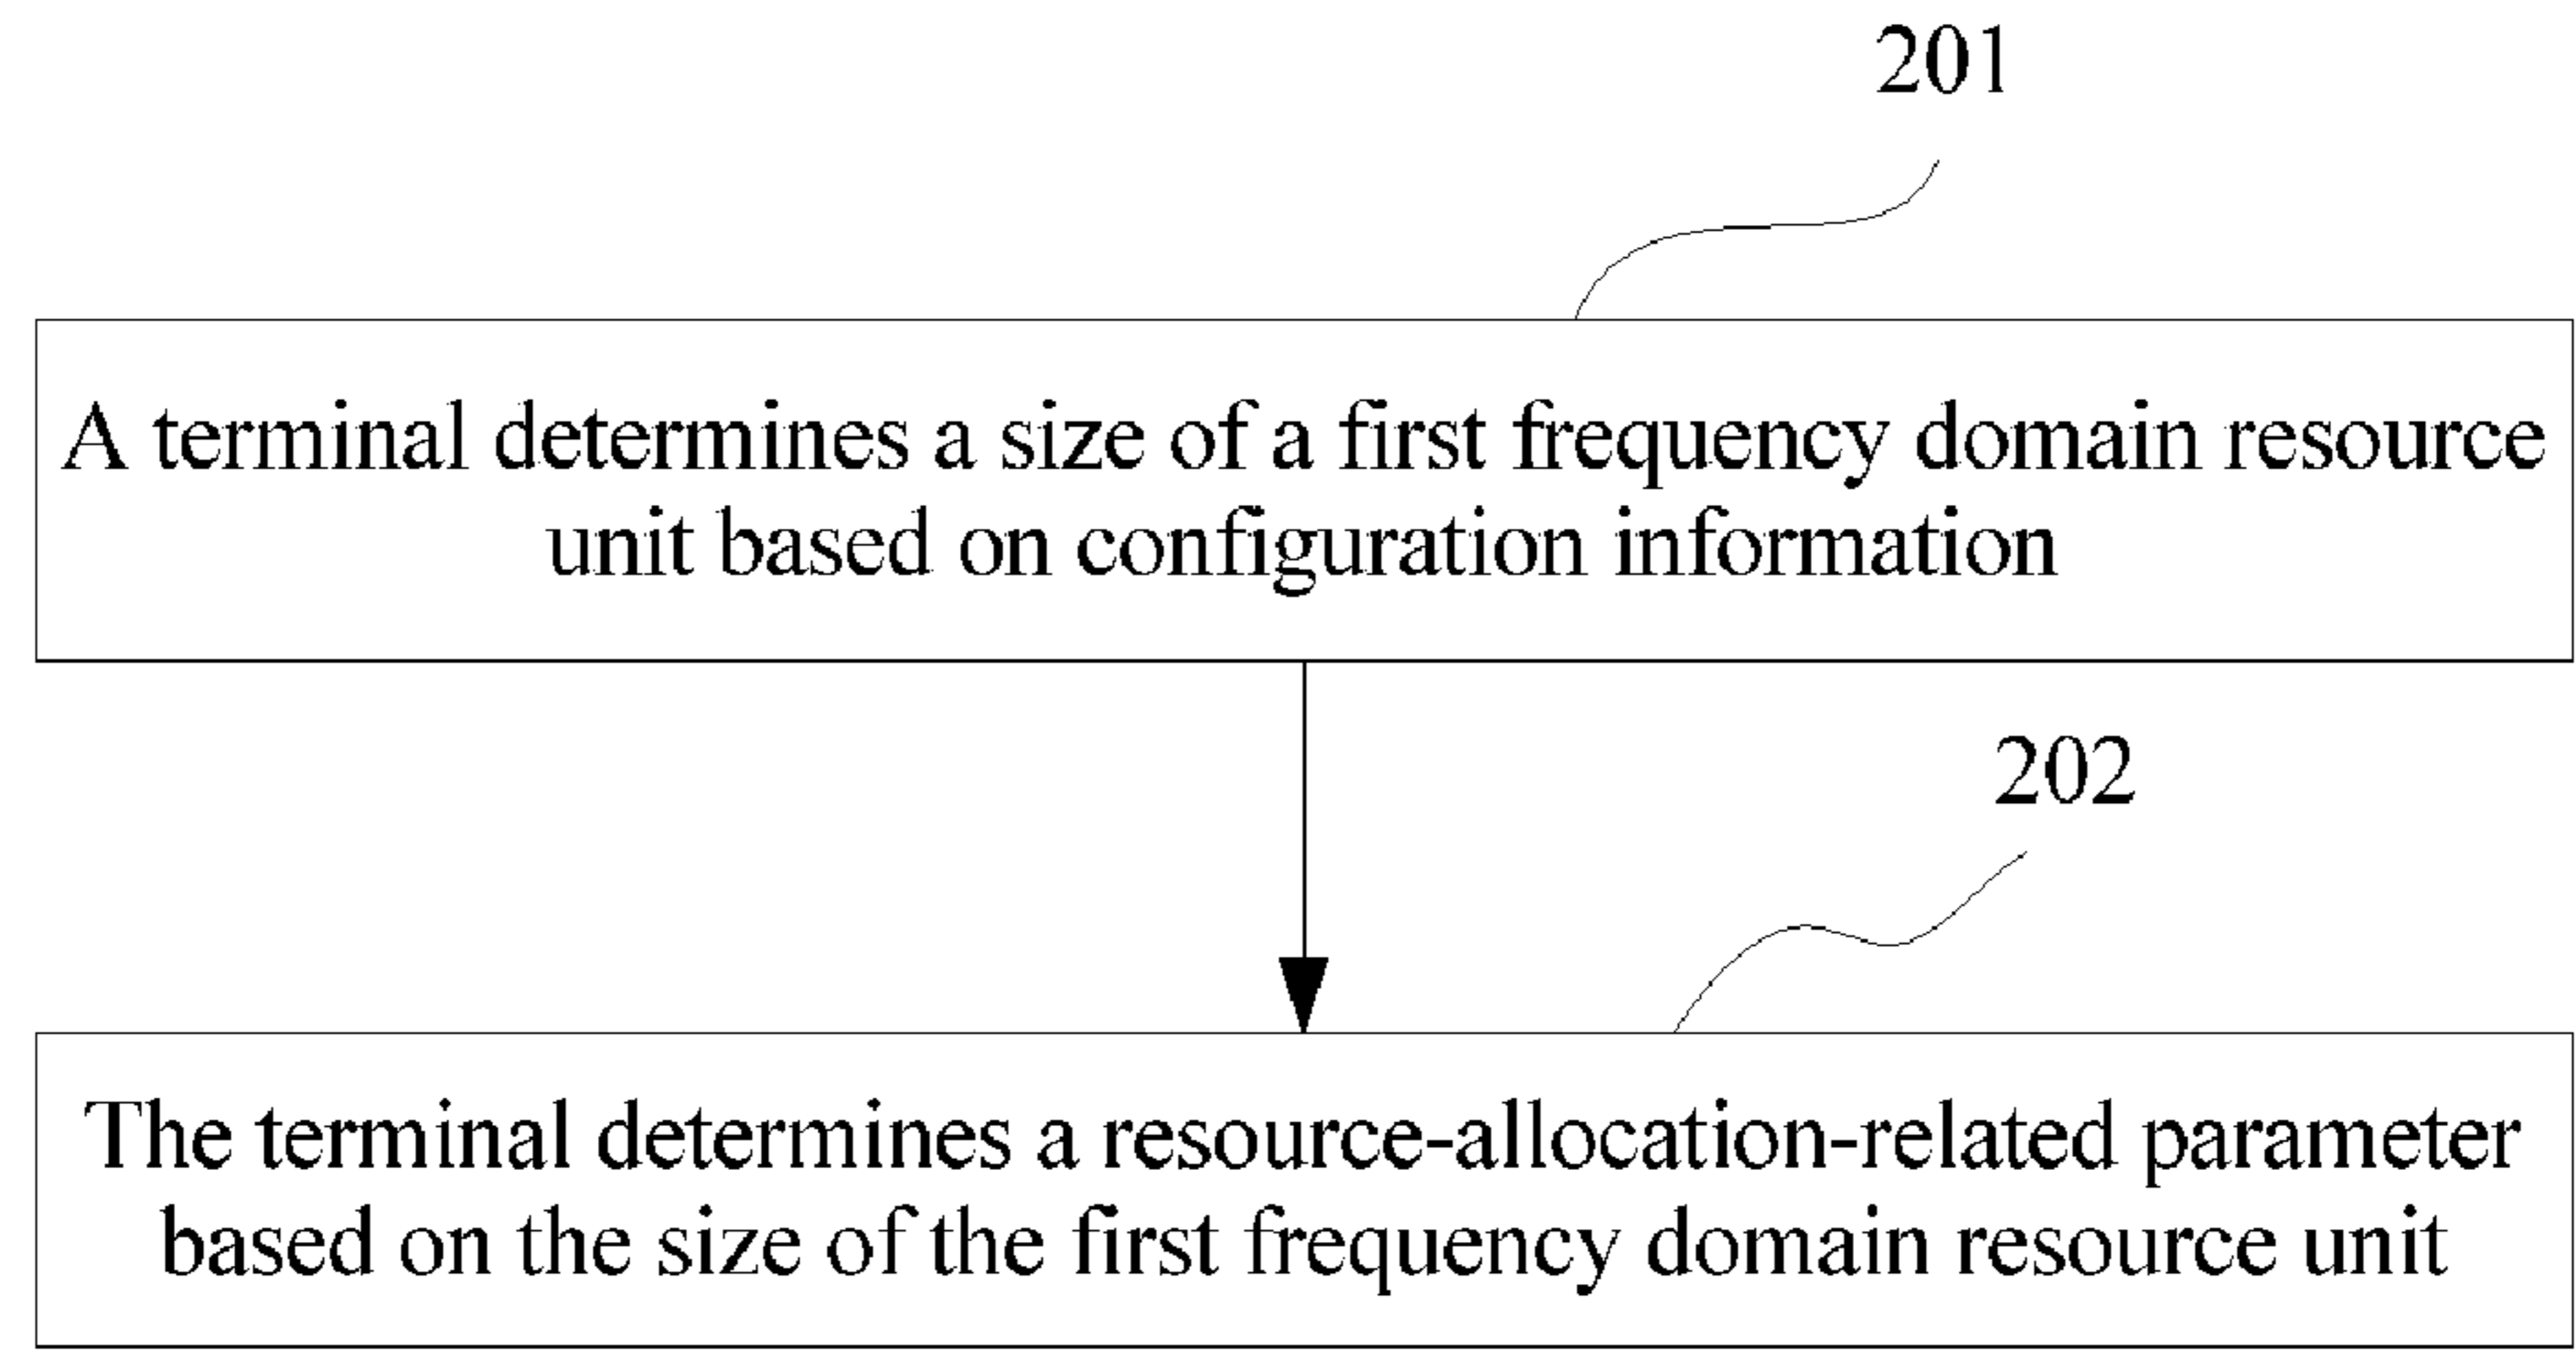 201
A terminal determines a size of a first frequency domain resource
unit based on configuration information
202
The terminal determines a resource-allocation-related parameter
based on the size of the first frequency domain resource unit